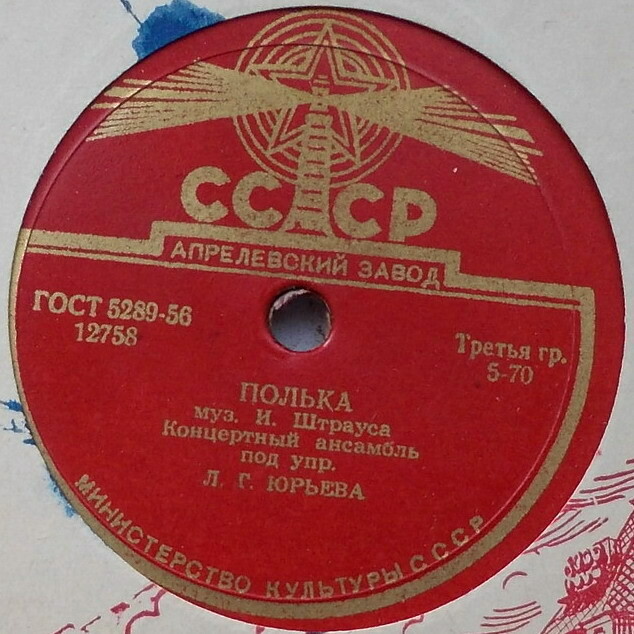 СССР
АПРЕЛЕВСКИЙ ЗАВОД
ГОСТ 5289-56
12758
Третья гр.
5-70
ПОЛЬКА
муз. И. Штрауса
Концертный ансамбль
под упр.
Л. Г. ЮРЬЕВА
МИНИСТЕРСТВО КУЛЬТУРЫ СССР